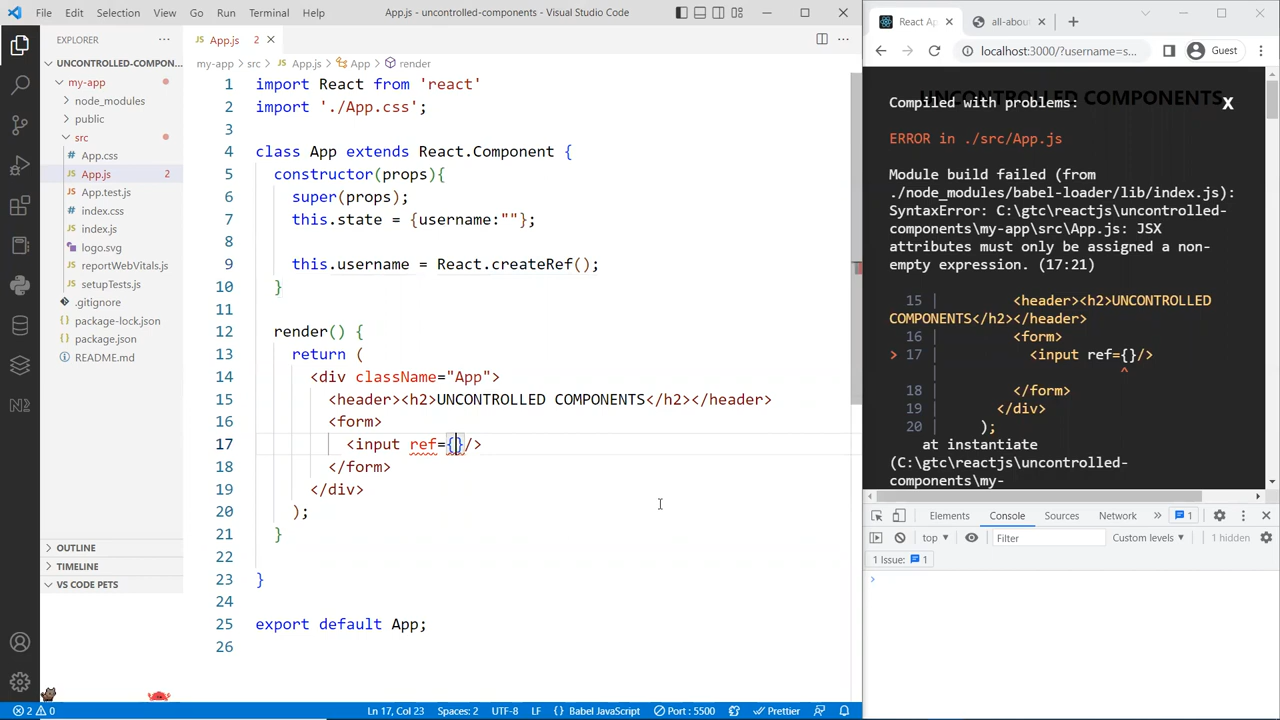 File Edit Selection View Go Run Terminal Help App.js - uncontrolled-components - Visual Studio Code
EXPLORER
UNCONTROLLED-COMPON...
my-app
node_modules
public
src
App.css
App.js 2
App.test.js
index.css
index.js
logo.svg
reportWebVitals.js
setupTests.js
.gitignore
package-lock.json
package.json
README.md
OUTLINE
TIMELINE
VS CODE PETS
App.js 2
my-app > src > App.js > App > render
1 import React from 'react'
2 import './App.css';
3
4 class App extends React.Component {
5 constructor(props){
6 super(props);
7 this.state = {username:""};
8
9 this.username = React.createRef();
10 }
11
12 render() {
13 return (
14 <div className="App">
15 <header><h2>UNCONTROLLED COMPONENTS</h2></header>
16 <form>
17 <input ref={}/>
18 </form>
19 </div>
20 );
21 }
22
23 }
24
25 export default App;
26
2 0 Ln 17, Col 23 Spaces: 2 UTF-8 LF {} Babel JavaScript Port : 5500 Prettier
React Ap all-about
localhost:3000/?username=s... Guest
UNCONTROLLED COMPONENTS
Compiled with problems: X
ERROR in ./src/App.js
Module build failed (from
./node_modules/babel-loader/lib/index.js):
SyntaxError: C:\gtc\reactjs\uncontrolled-
components\my-app\src\App.js: JSX
attributes must only be assigned a non-
empty expression. (17:21)
15 | <header><h2>UNCONTROLLED
COMPONENTS</h2></header>
16 | <form>
> 17 | <input ref={}/>
| ^
18 | </form>
19 | </div>
20 | );
at instantiate
(C:\gtc\reactjs\uncontrolled-
components\my-
Elements Console Sources Network » 1
top Filter Custom levels 1 hidden
1 Issue: 1